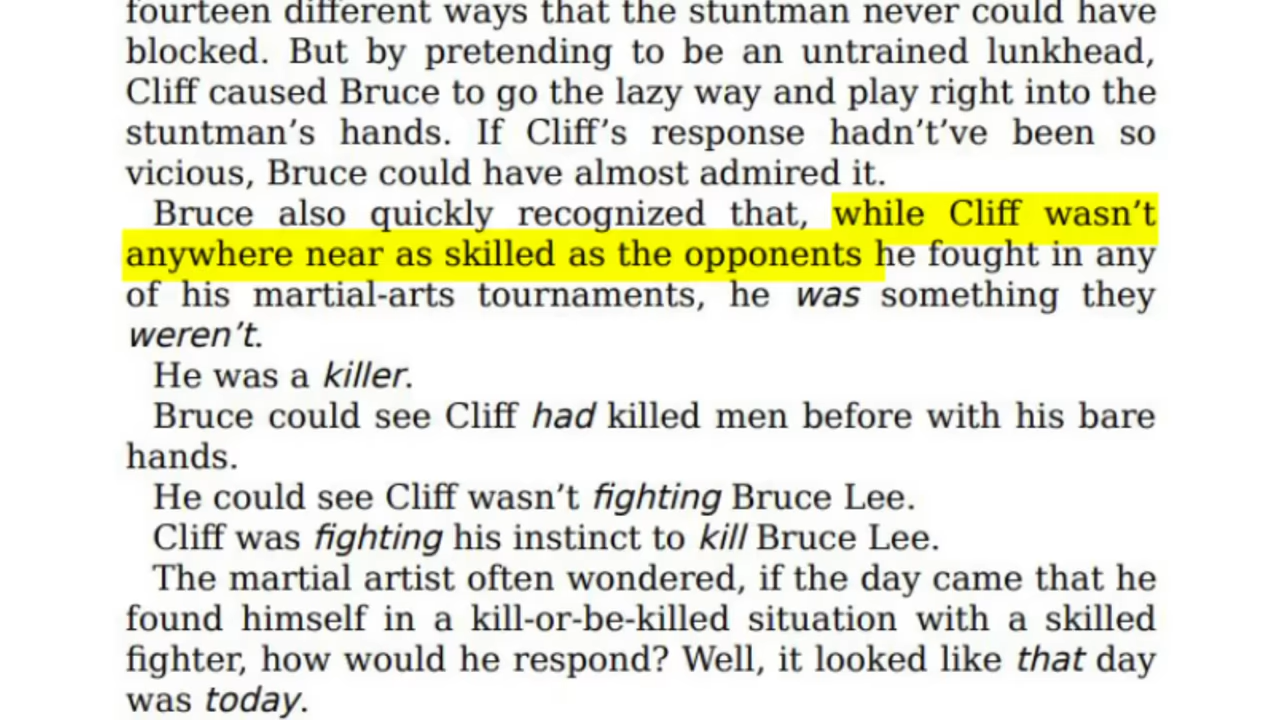 fourteen different ways that the stuntman never could have
blocked. But by pretending to be an untrained lunkhead,
Cliff caused Bruce to go the lazy way and play right into the
stuntman’s hands. If Cliff’s response hadn’t’ve been so
vicious, Bruce could have almost admired it.
Bruce also quickly recognized that, while Cliff wasn’t
anywhere near as skilled as the opponents he fought in any
of his martial-arts tournaments, he was something they
weren’t.
He was a killer.
Bruce could see Cliff had killed men before with his bare
hands.
He could see Cliff wasn’t fighting Bruce Lee.
Cliff was fighting his instinct to kill Bruce Lee.
The martial artist often wondered, if the day came that he
found himself in a kill-or-be-killed situation with a skilled
fighter, how would he respond? Well, it looked like that day
was today.